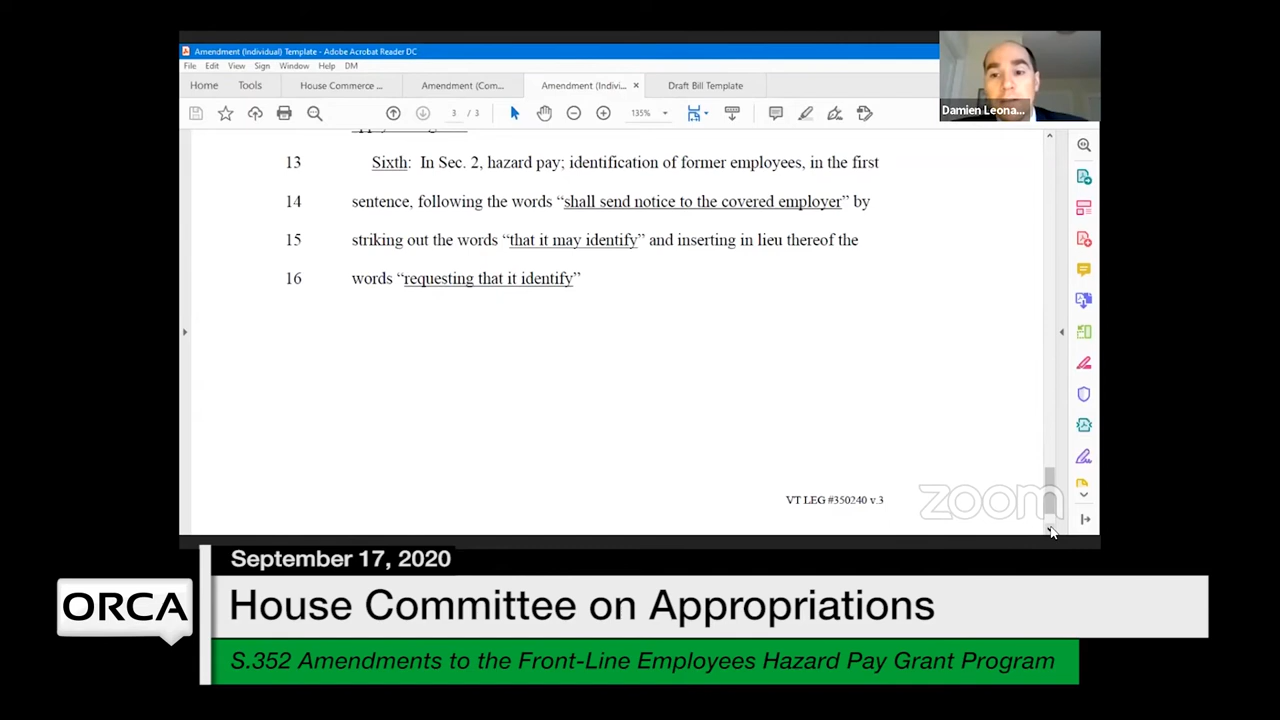 Amendment (Individual) Template - Adobe Acrobat Reader DC
File Edit View Sign Window Help DM
Home Tools House Commerce ... Amendment (Com... Amendment (Indivi... × Draft Bill Template
3 / 3 135%
Damien Leona...
13 Sixth: In Sec. 2, hazard pay; identification of former employees, in the first
14 sentence, following the words “shall send notice to the covered employer” by
15 striking out the words “that it may identify” and inserting in lieu thereof the
16 words “requesting that it identify”
VT LEG #350240 v.3
zoom
September 17, 2020
ORCA
House Committee on Appropriations
S.352 Amendments to the Front-Line Employees Hazard Pay Grant Program